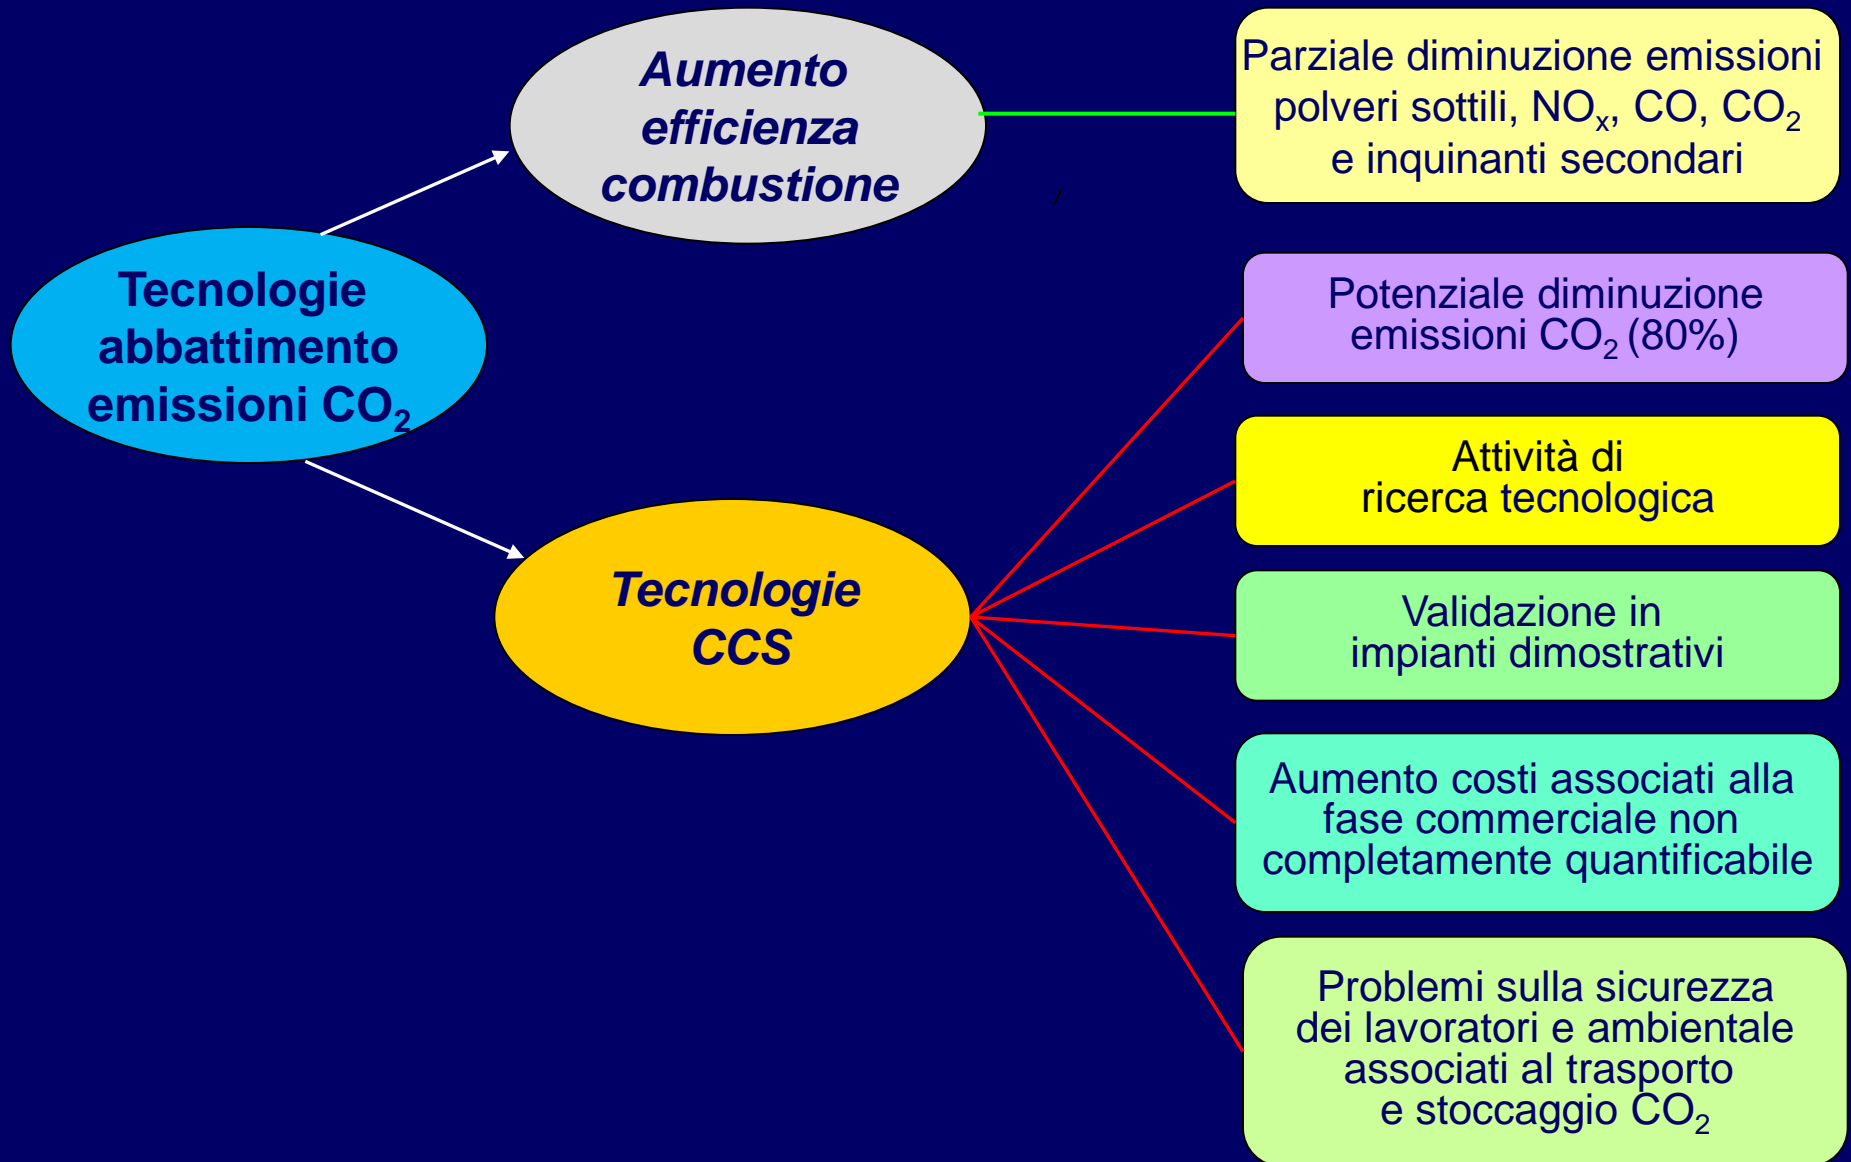 Aumento
efficienza
combustione
Parziale diminuzione emissioni
polveri sottili, NOₓ, CO, CO₂
e inquinanti secondari
Tecnologie
abbattimento
emissioni CO₂
Potenziale diminuzione
emissioni CO₂ (80%)
Attività di
ricerca tecnologica
Tecnologie
CCS
Validazione in
impianti dimostrativi
Aumento costi associati alla
fase commerciale non
completamente quantificabile
Problemi sulla sicurezza
dei lavoratori e ambientale
associati al trasporto
e stoccaggio CO₂